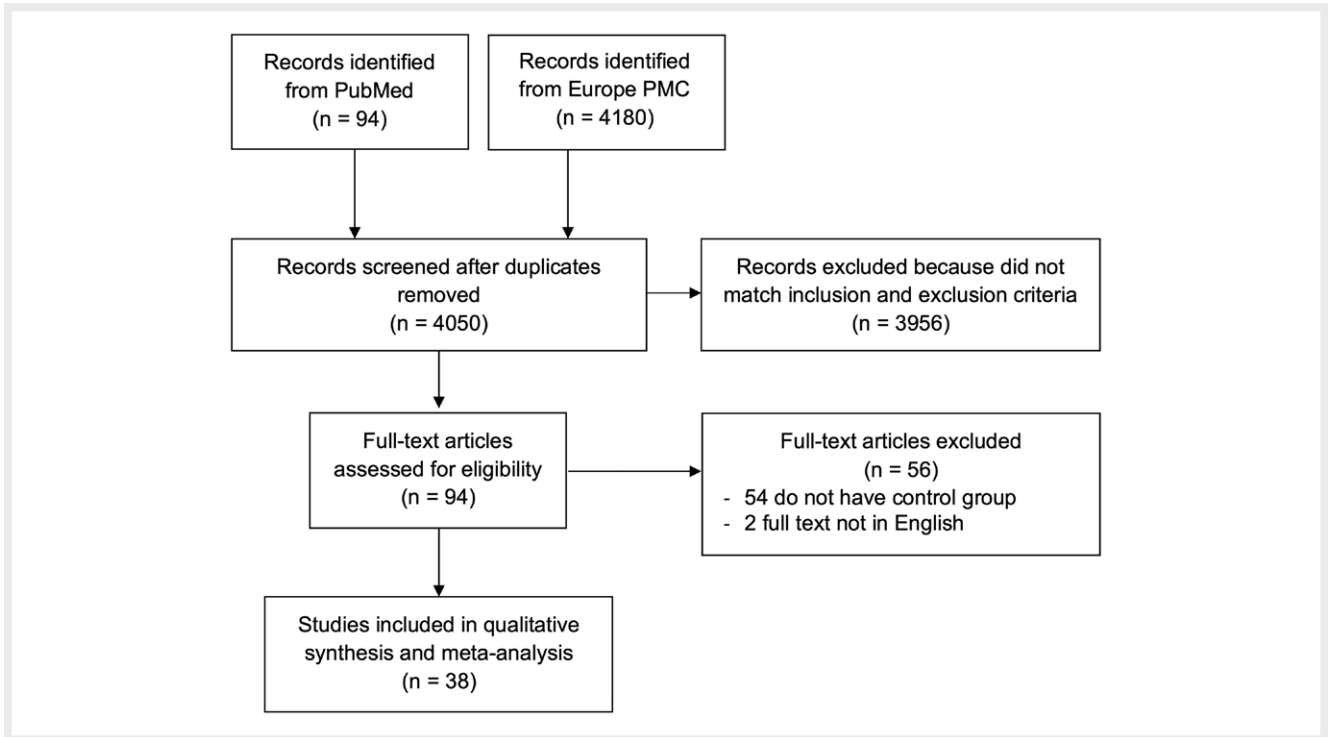 Records identified
from PubMed
(n = 94)
Records identified
from Europe PMC
(n = 4180)
Records screened after duplicates
removed
(n = 4050)
Records excluded because did not
match inclusion and exclusion criteria
(n = 3956)
Full-text articles
assessed for eligibility
(n = 94)
Full-text articles excluded
(n = 56)
- 54 do not have control group
- 2 full text not in English
Studies included in qualitative
synthesis and meta-analysis
(n = 38)